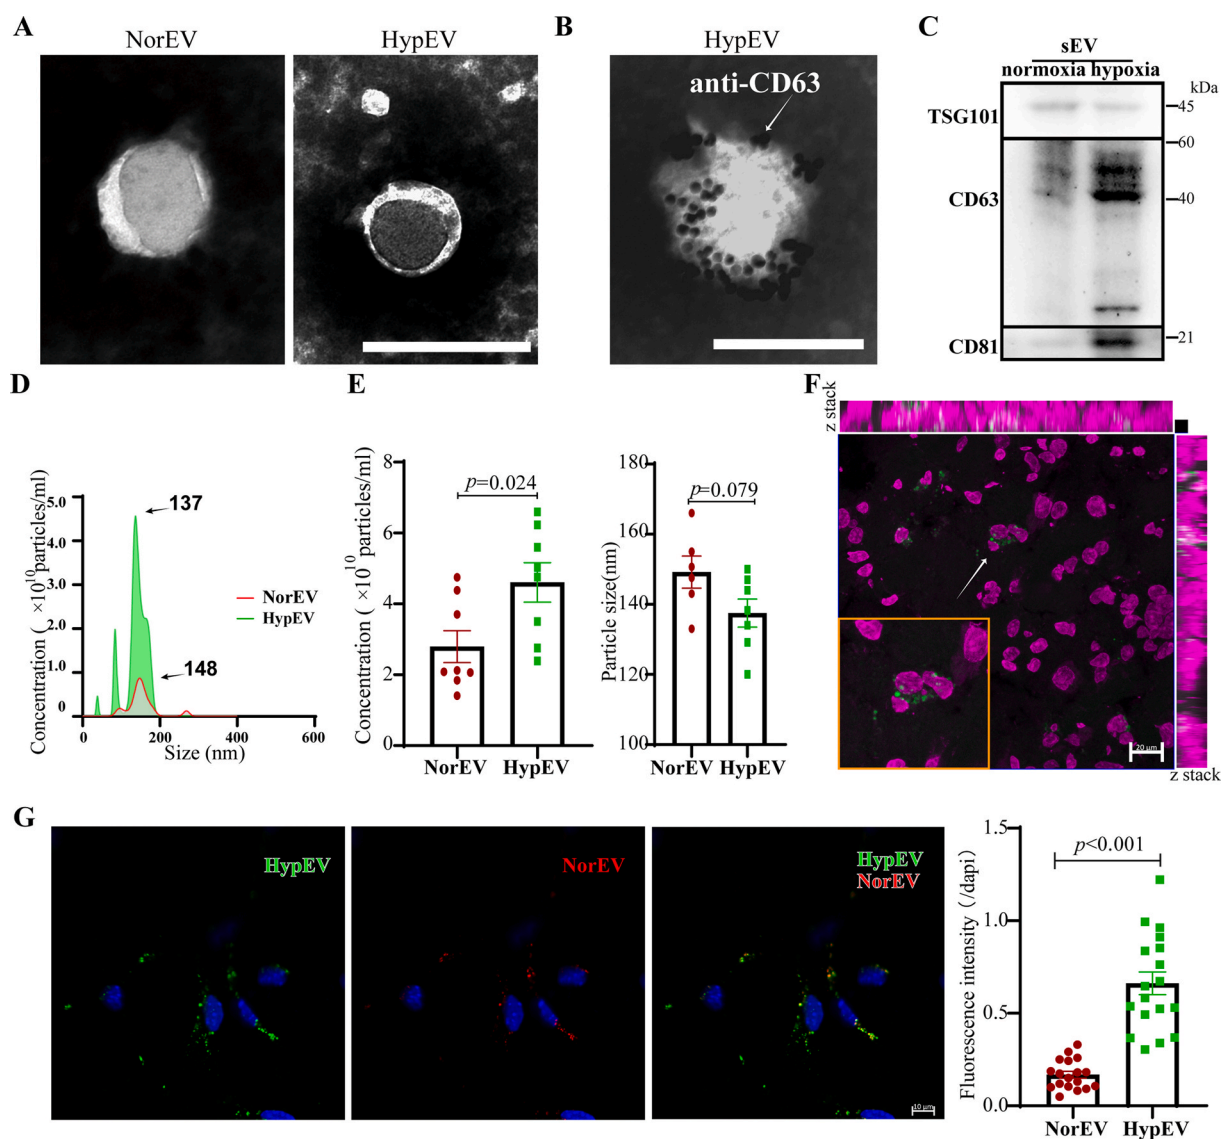 A
NorEV
HypEV
B
HypEV
anti-CD63
C
sEV
normoxia hypoxia
kDa
TSG101
45
60
CD63
40
CD81
21
D
Concentration ( ×10¹⁰ particles/ml)
5.0
4.0
3.0
2.0
1.0
0
137
148
NorEV
HypEV
0 200 400 600
Size (nm)
E
Concentration ( ×10¹⁰ particles/ml)
8
6
4
2
0
p=0.024
NorEV HypEV
Particle size(nm)
180
160
140
120
100
p=0.079
NorEV HypEV
F
z stack
20 μm
z stack
G
HypEV
NorEV
HypEV
NorEV
10 μm
Fluorescence intensity (/dapi)
1.5
1.0
0.5
0.0
p<0.001
NorEV HypEV